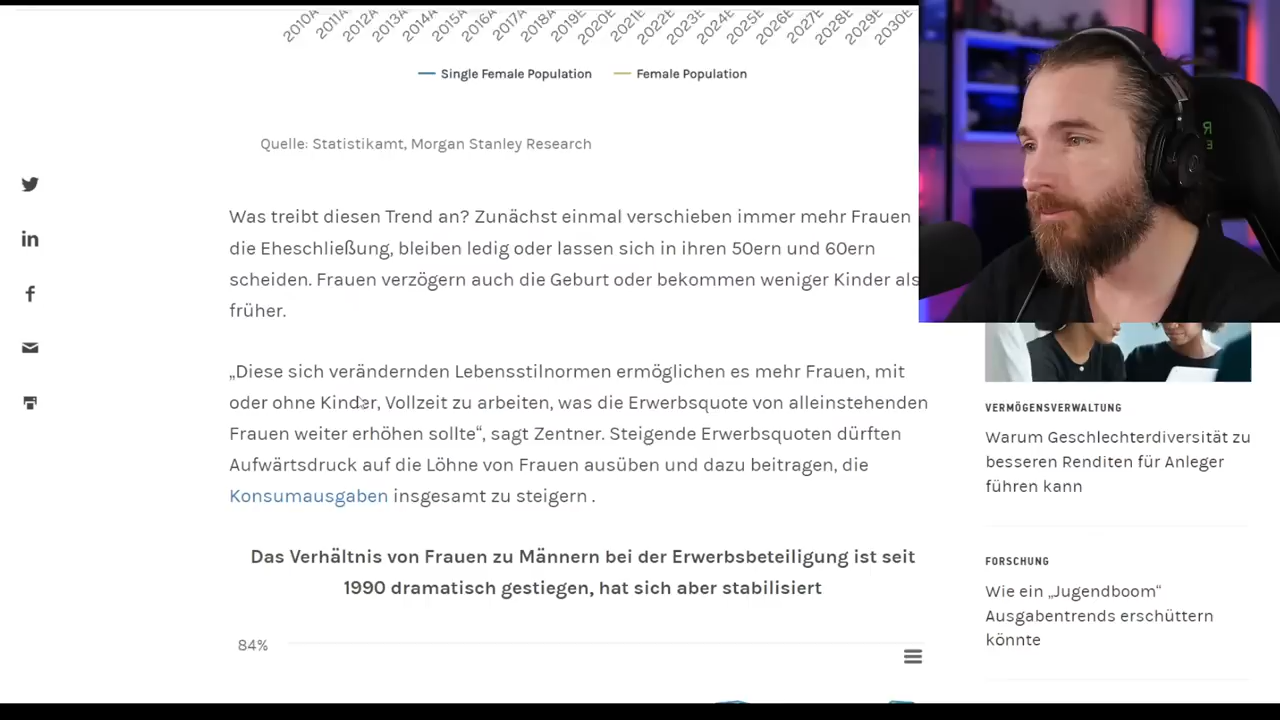 2010A 2011A 2012A 2013A 2014A 2015A 2016A 2017A 2018A 2019E 2020E 2021E 2022E 2023E 2024E 2025E 2026E 2027E 2028E 2029E 2030E
Single Female Population Female Population
Quelle: Statistikamt, Morgan Stanley Research
Was treibt diesen Trend an? Zunächst einmal verschieben immer mehr Frauen
die Eheschließung, bleiben ledig oder lassen sich in ihren 50ern und 60ern
scheiden. Frauen verzögern auch die Geburt oder bekommen weniger Kinder als
früher.
„Diese sich verändernden Lebensstilnormen ermöglichen es mehr Frauen, mit
oder ohne Kinder, Vollzeit zu arbeiten, was die Erwerbsquote von alleinstehenden
Frauen weiter erhöhen sollte“, sagt Zentner. Steigende Erwerbsquoten dürften
Aufwärtsdruck auf die Löhne von Frauen ausüben und dazu beitragen, die
Konsumausgaben insgesamt zu steigern .
Das Verhältnis von Frauen zu Männern bei der Erwerbsbeteiligung ist seit
1990 dramatisch gestiegen, hat sich aber stabilisiert
84%
VERMÖGENSVERWALTUNG
Warum Geschlechterdiversität zu
besseren Renditen für Anleger
führen kann
FORSCHUNG
Wie ein „Jugendboom“
Ausgabentrends erschüttern
könnte